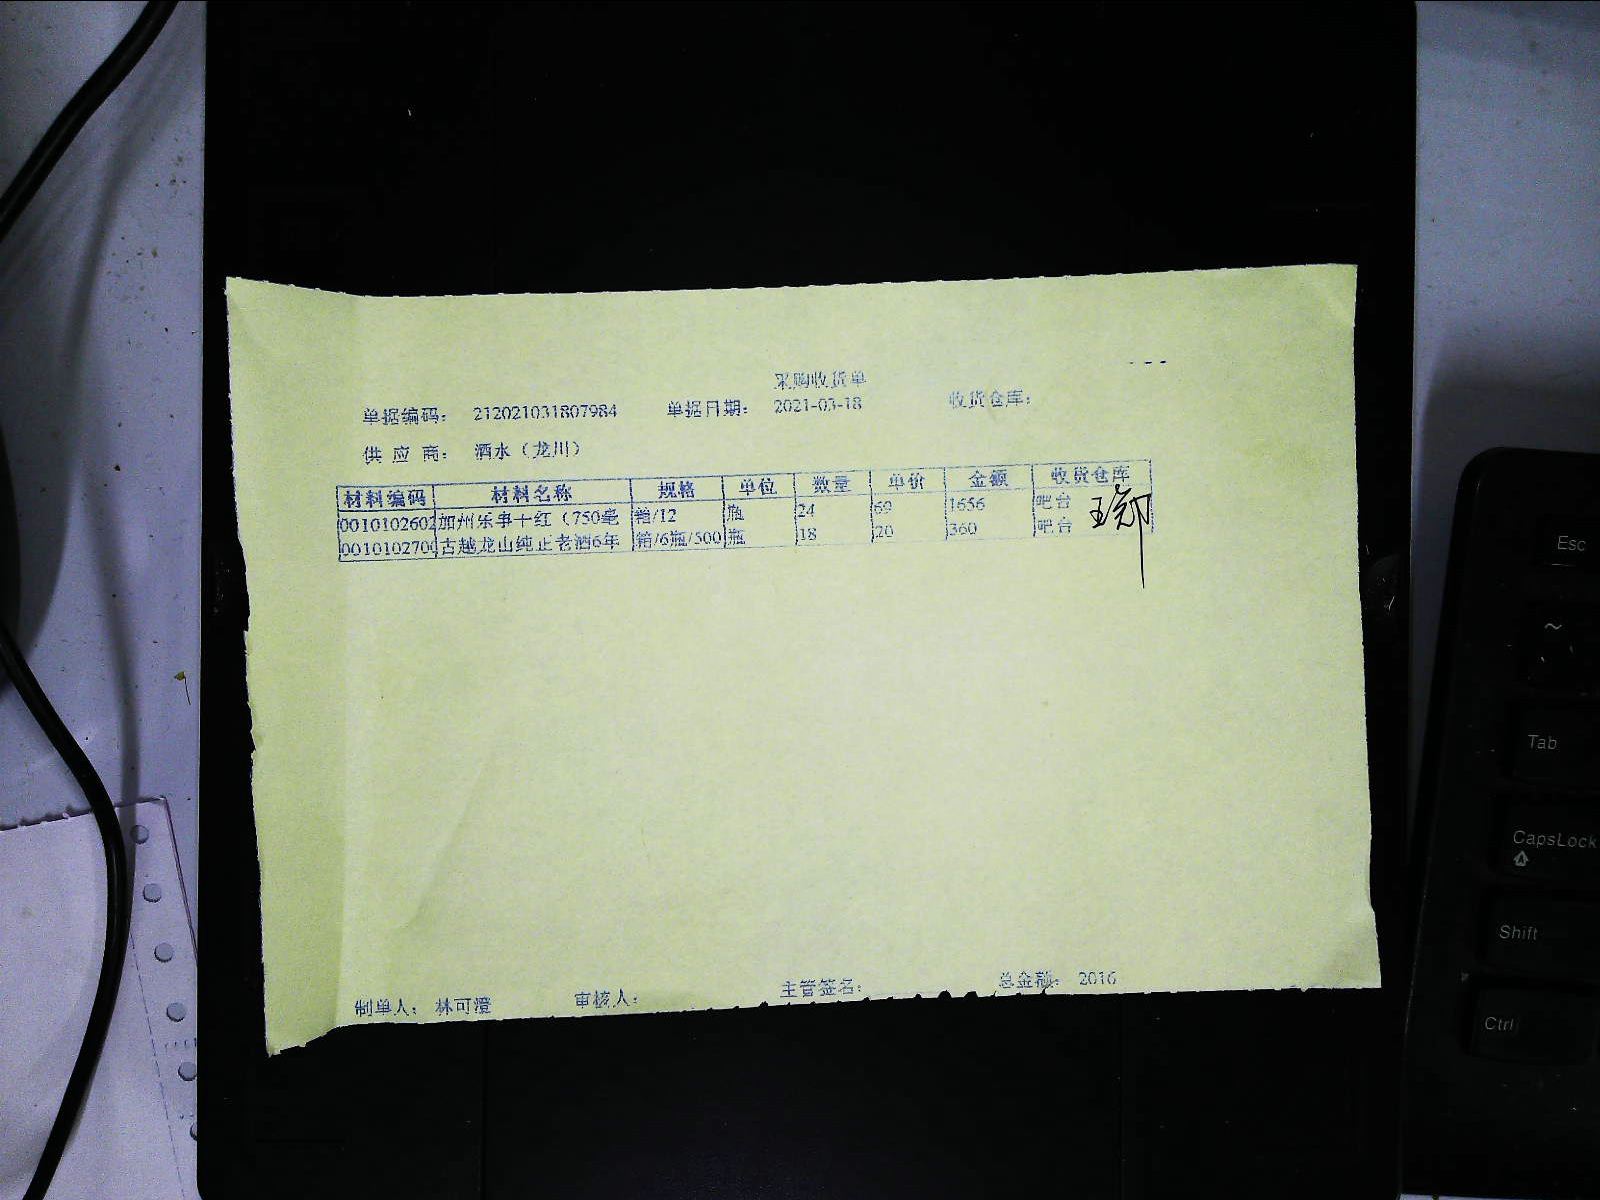 采购收货单
单据编码： 212021031807984 单据日期： 2021-03-18 收货仓库：
供 应 商： 酒水（龙川）
材料编码 材料名称 规格 单位 数量 单价 金额 收货仓库
0010102602 加州乐事干红（750毫 箱/12 瓶 24 69 1656 吧台
0010102700 古越龙山纯正老酒6年 箱/6瓶/500 瓶 18 20 360 吧台
制单人： 林可澄 审核人： 主管签名： 总金额： 2016
Esc
~
Tab
CapsLock
Shift
Ctrl